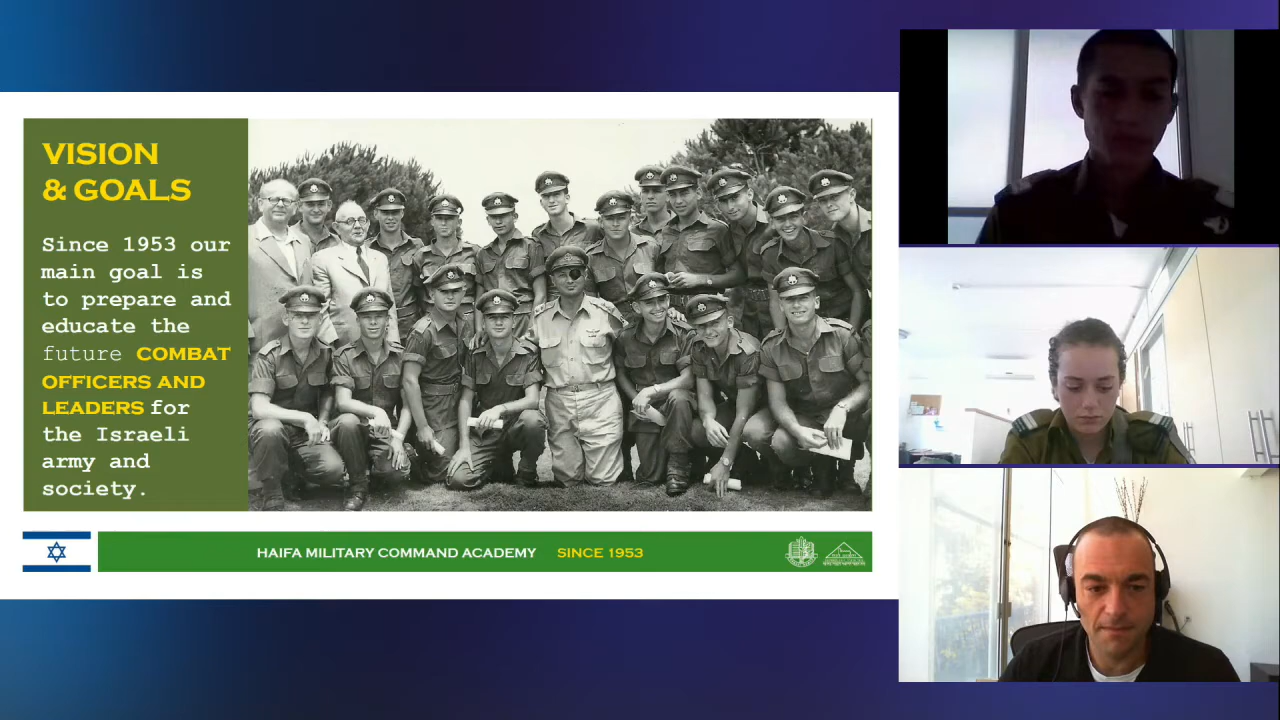 VISION
& GOALS
Since 1953 our
main goal is
to prepare and
educate the
future COMBAT
OFFICERS AND
LEADERS for
the Israeli
army and
society.
HAIFA MILITARY COMMAND ACADEMY SINCE 1953